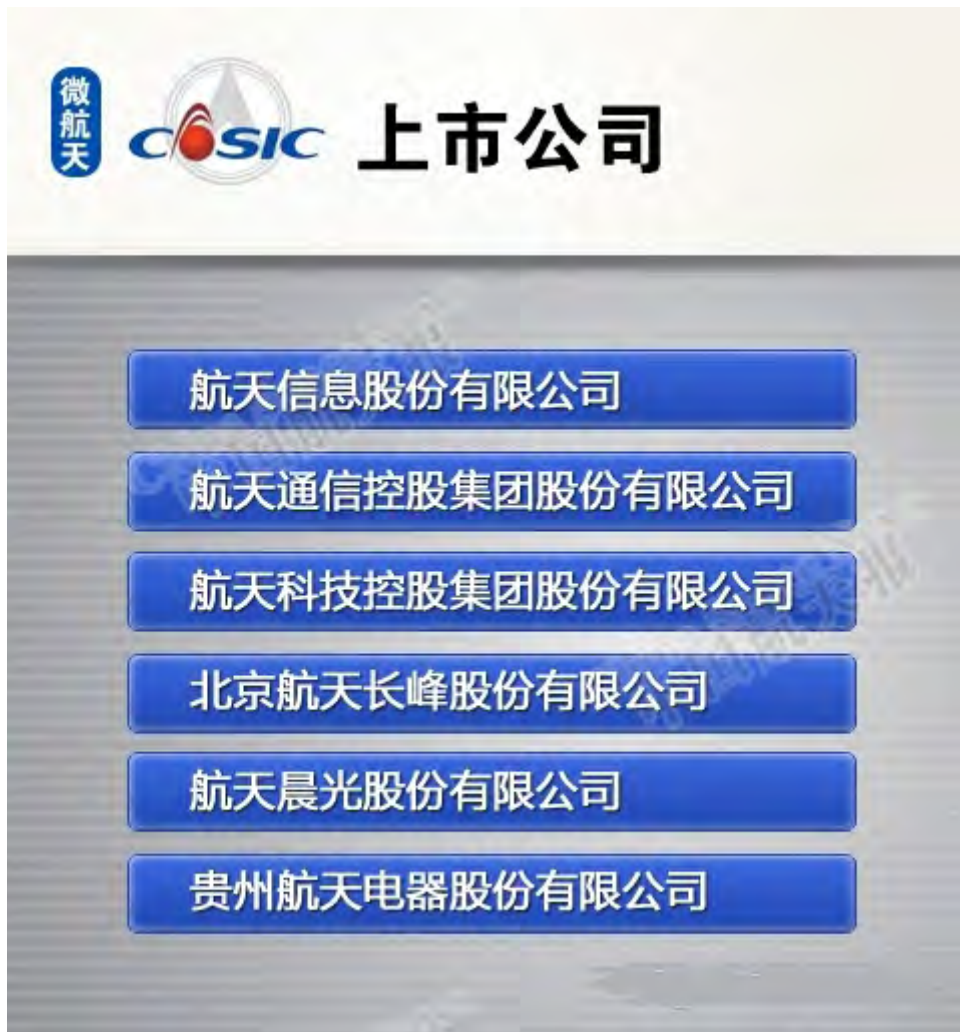 微航天
COSIC 上市公司
航天信息股份有限公司
航天通信控股集团股份有限公司
航天科技控股集团股份有限公司
北京航天长峰股份有限公司
航天晨光股份有限公司
贵州航天电器股份有限公司